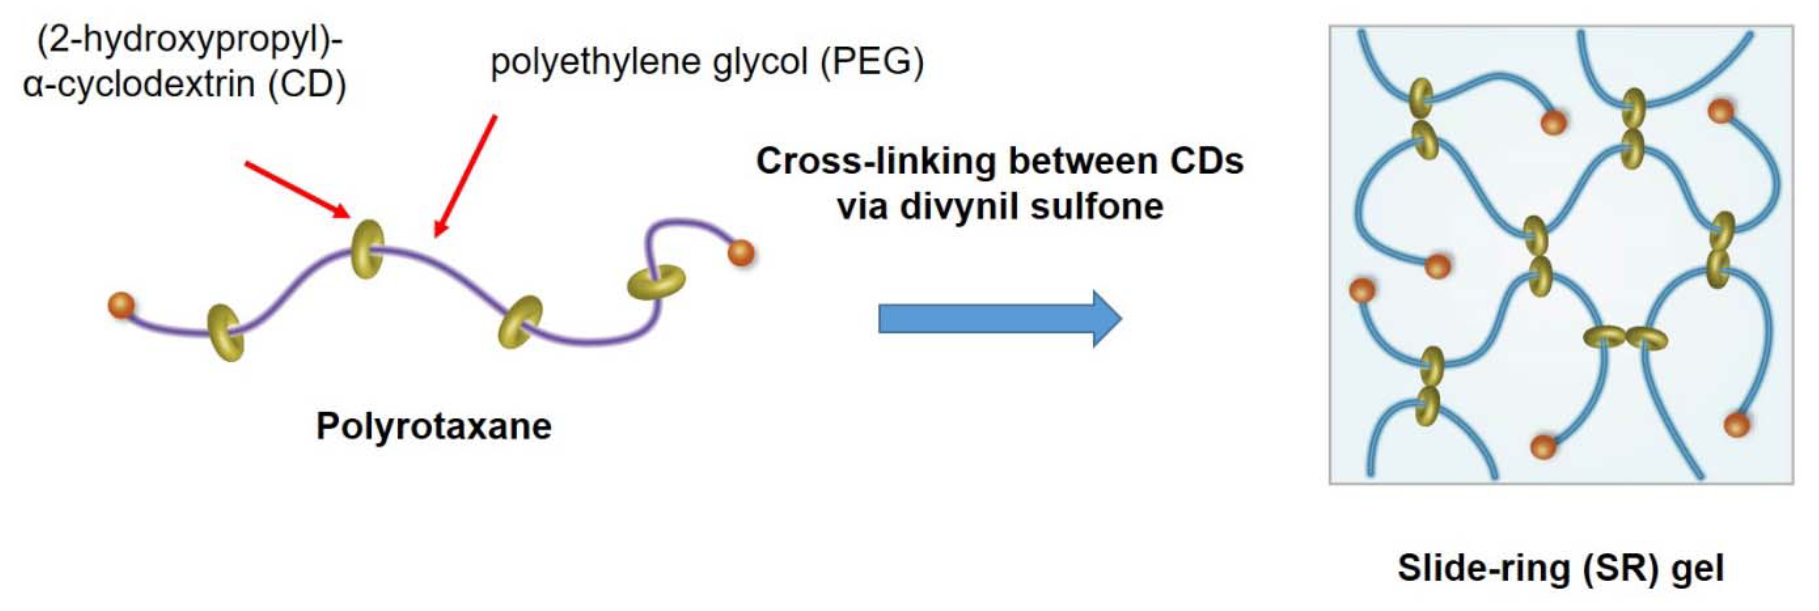 (2-hydroxypropyl)-
α-cyclodextrin (CD)
polyethylene glycol (PEG)
Cross-linking between CDs
via divynil sulfone
Polyrotaxane
Slide-ring (SR) gel